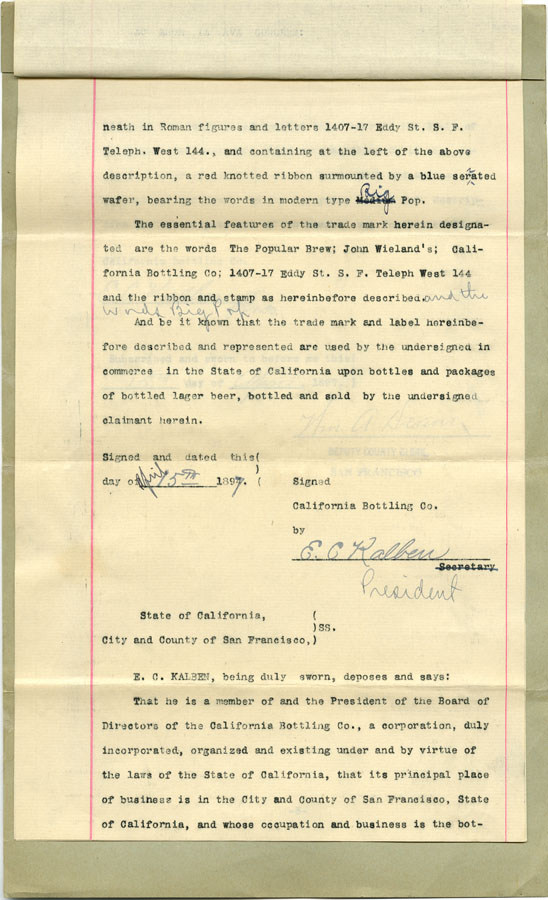 neath in Roman figures and letters 1407-17 Eddy St. S. F.
Teleph. West 144., and containing at the left of the above
description, a red knotted ribbon surmounted by a blue serated
wafer, bearing the words in modern type Big Pop.
The essential features of the trade mark herein designa-
ted are the words The Popular Brew; John Wieland's; Cali-
fornia Bottling Co; 1407-17 Eddy St. S. F. Teleph West 144
and the ribbon and stamp as hereinbefore described. and the
words Big Pop
And be it known that the trade mark and label hereinbe-
fore described and represented are used by the undersigned in
commerce in the State of California upon bottles and packages
of bottled lager beer, bottled and sold by the undersigned
claimant herein.
Signed and dated this(
)
day of April 5th 1897. (
Signed
California Bottling Co.
by
E. C Kalben
Secretary
President
State of California, (
)SS.
City and County of San Francisco,)
E. C. KALBEN, being duly sworn, deposes and says:
That he is a member of and the President of the Board of
Directors of the California Bottling Co., a corporation, duly
incorporated, organized and existing under and by virtue of
the laws of the State of California, that its principal place
of business is in the City and County of San Francisco, State
of California, and whose occupation and business is the bot-